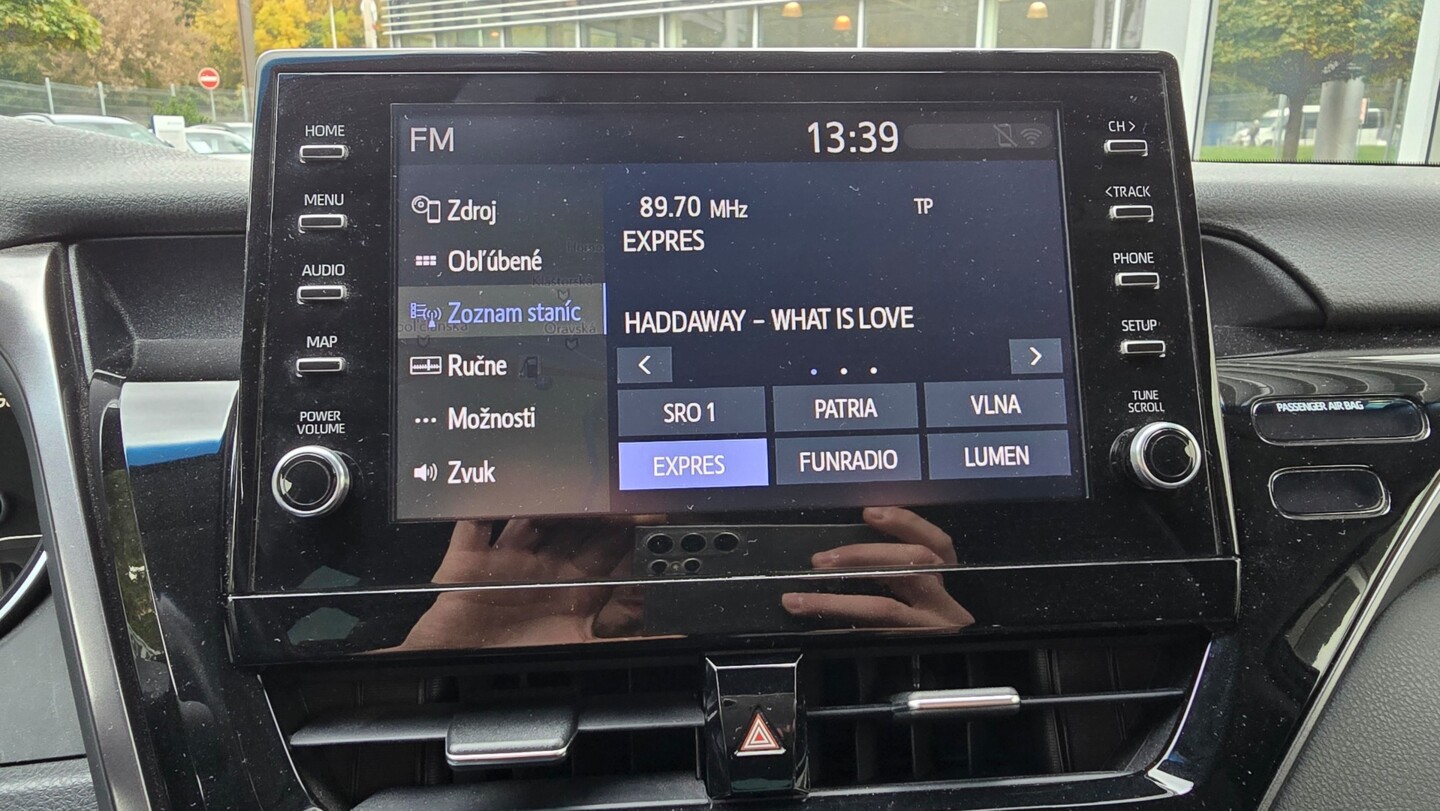 HOME
MENU
AUDIO
MAP
POWER
VOLUME
FM
13:39
Zdroj
Obľúbené
Zoznam staníc
Ručne
Možnosti
Zvuk
89.70 MHz
TP
EXPRES
HADDAWAY – WHAT IS LOVE
<
>
SRO 1
PATRIA
VLNA
EXPRES
FUNRADIO
LUMEN
CH >
<TRACK
PHONE
SETUP
TUNE
SCROLL
PASSENGER AIR BAG
Oravská